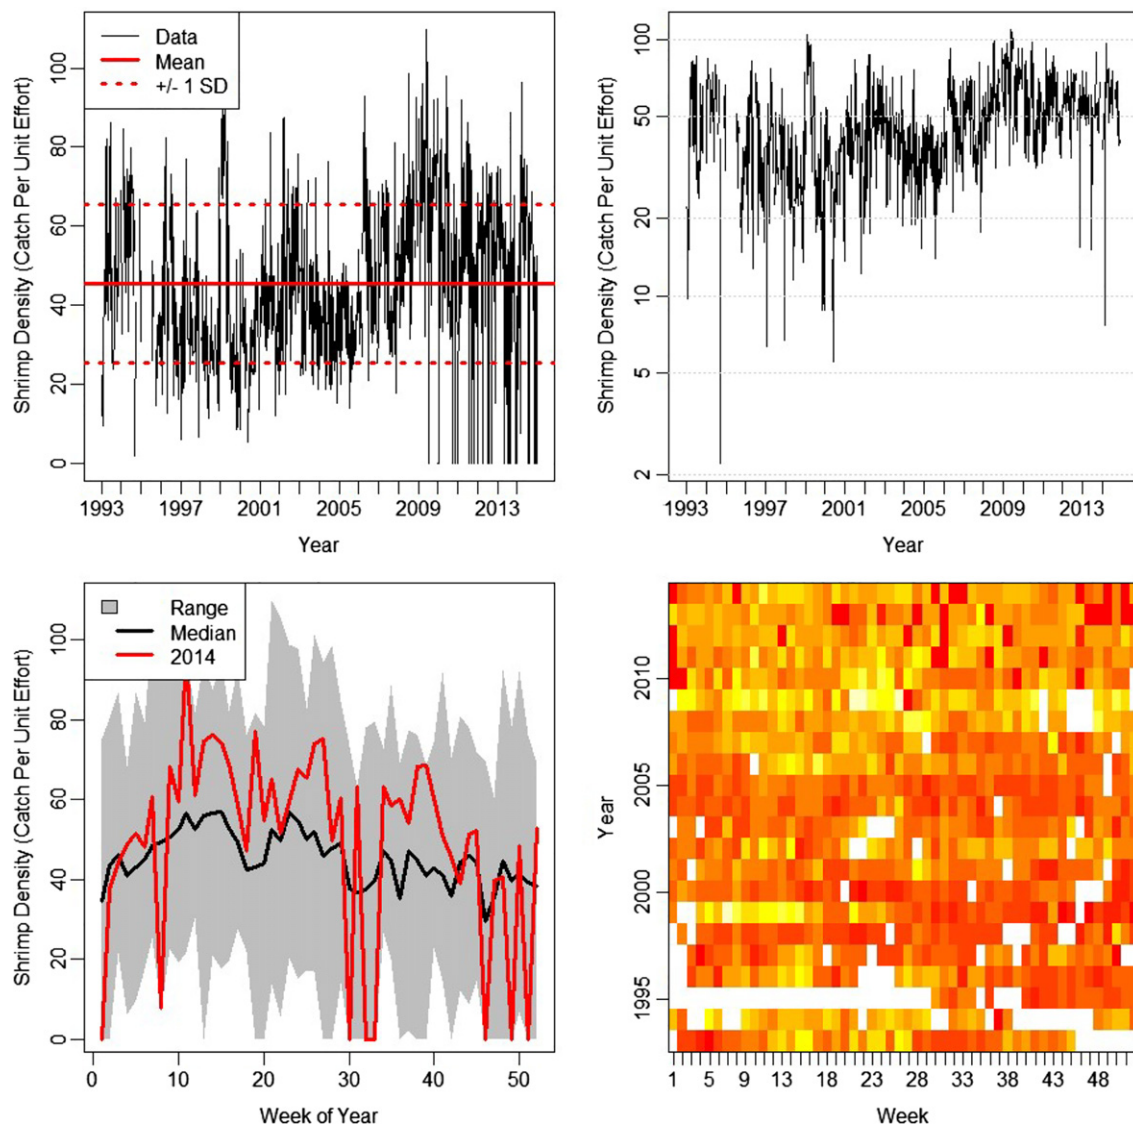 Data
Mean
+/- 1 SD
Shrimp Density (Catch Per Unit Effort)
0 20 40 60 80 100
1993 1997 2001 2005 2009 2013
Year
Shrimp Density (Catch Per Unit Effort)
2 5 10 20 50 100
1993 1997 2001 2005 2009 2013
Year
Range
Median
2014
Shrimp Density (Catch Per Unit Effort)
0 20 40 60 80 100
0 10 20 30 40 50
Week of Year
Year
1995 2000 2005 2010
1 5 9 13 18 23 28 33 38 43 48
Week